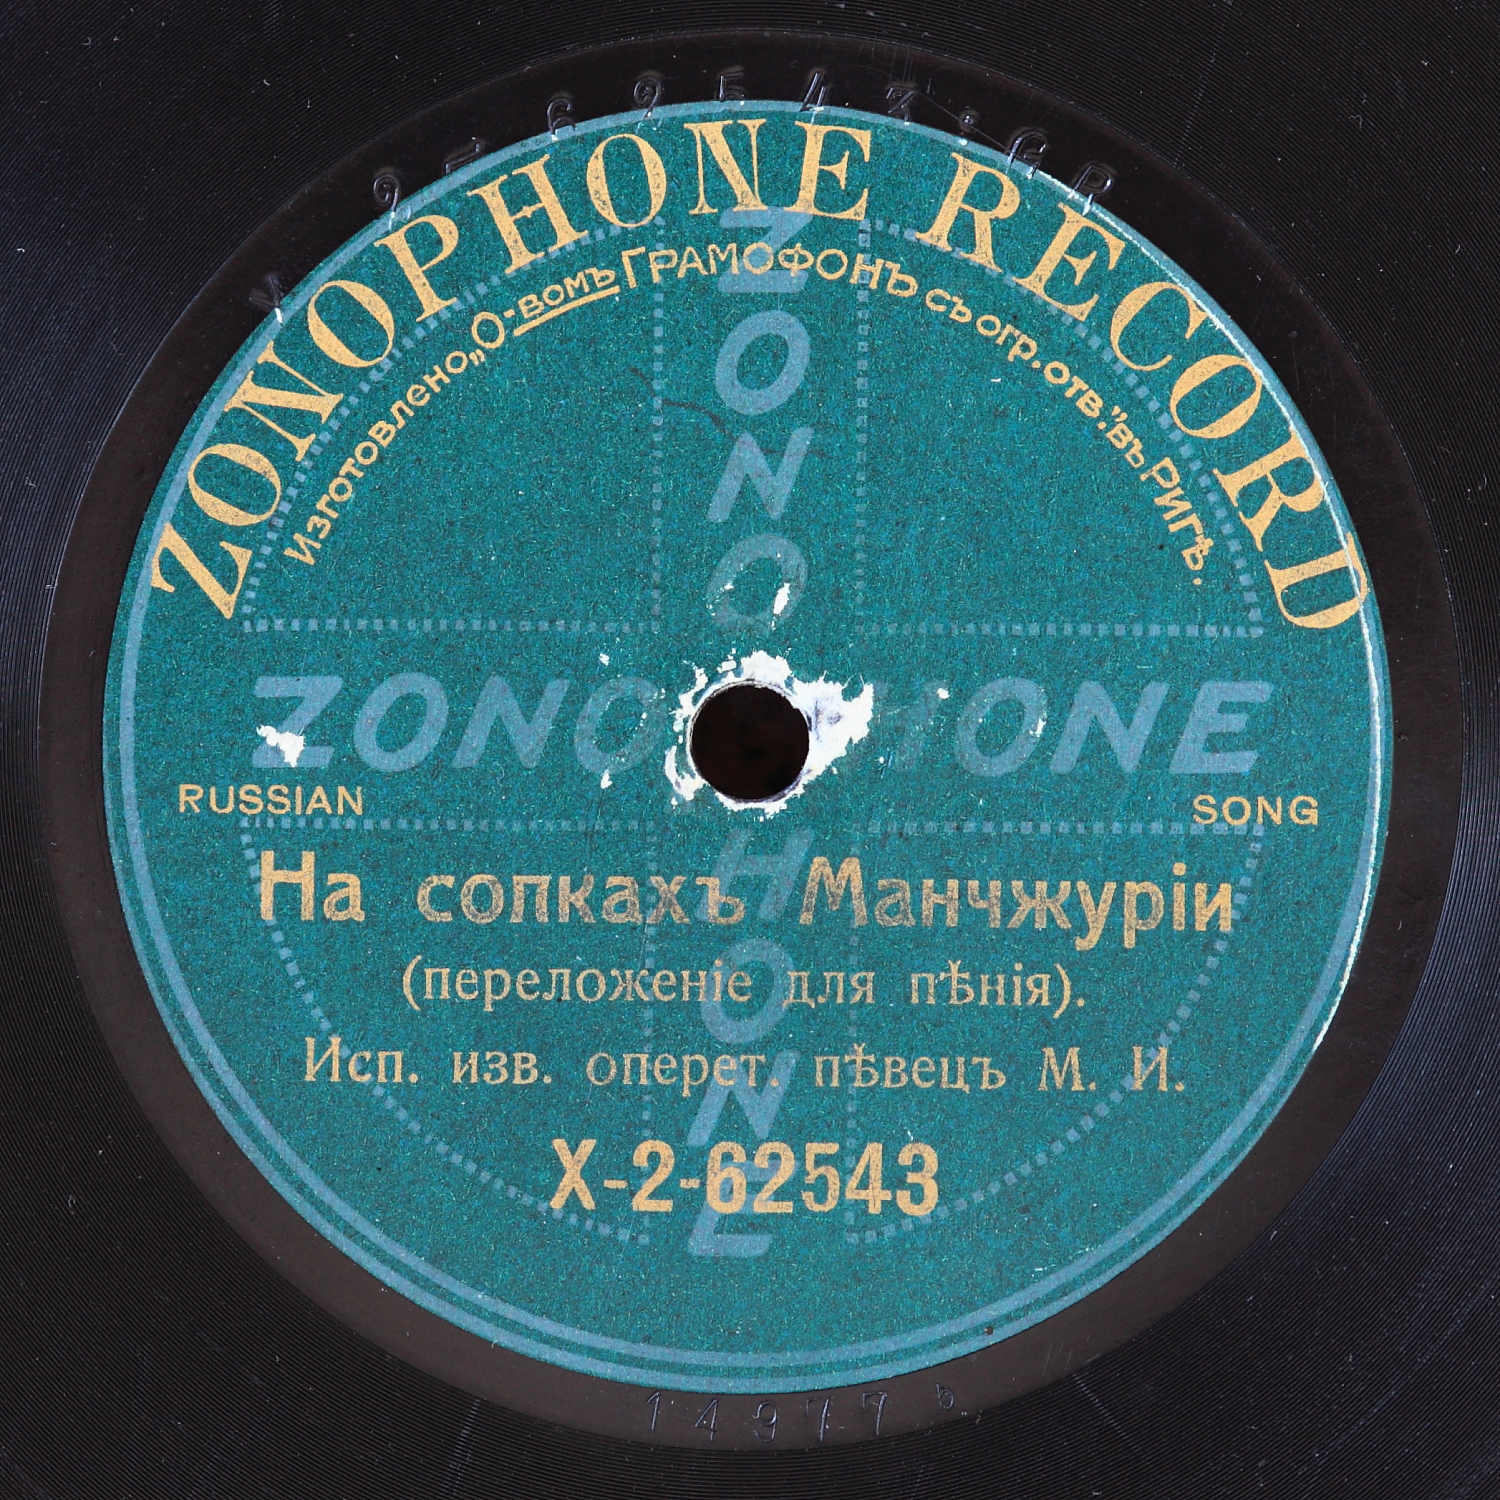 ZONOPHONE RECORD
Изготовлено „О-вомъ Грамофонъ съ огр. отв." въ Ригѣ.
ZONOPHONE
ZONOPHONE
RUSSIAN SONG
На сопкахъ Манчжуріи
(переложеніе для пѣнія).
Исп. изв. оперет. пѣвецъ М. И.
X-2-62543
14977 b